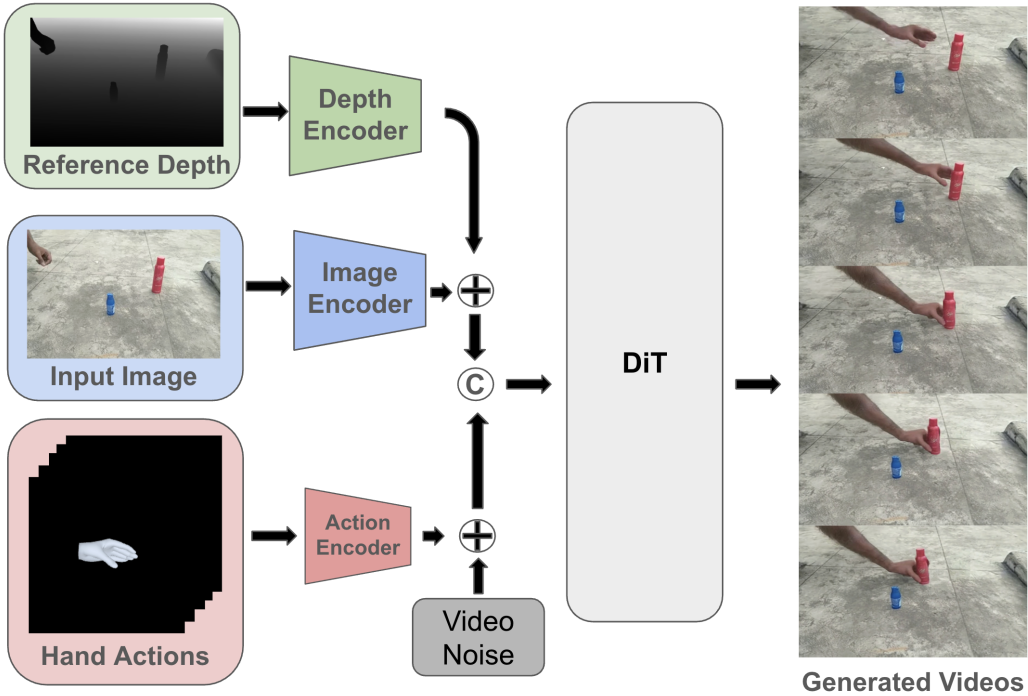 Reference Depth
Depth
Encoder
Input Image
Image
Encoder
C
Hand Actions
Action
Encoder
Video
Noise
DiT
Generated Videos